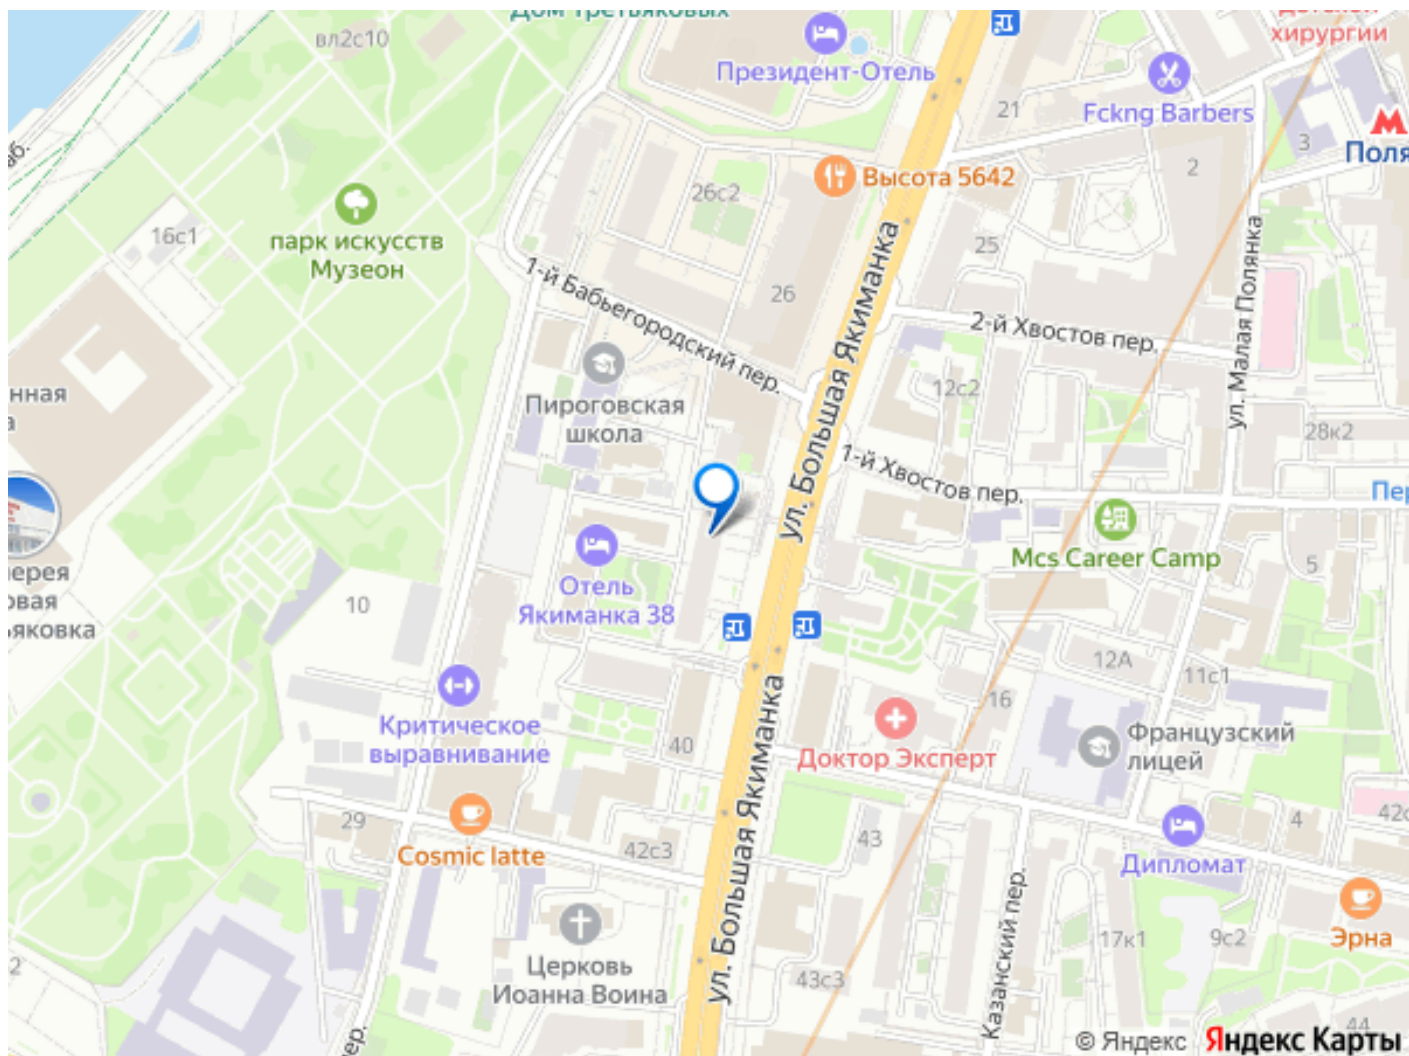 Дом Третьяковых
вл2с10
Президент-Отель
21
хирургии
Fckng Barbers
3
2
16с1
парк искусств
Музеон
26с2
Высота 5642
25
1-й Бабьегородский пер.
26
ул. Большая Якиманка
2-й Хвостов пер.
ул. Малая Полянка
12с2
28к2
Пироговская
школа
1-й Хвостов пер.
Mcs Career Camp
5
Отель
Якиманка 38
10
12А
11с1
16
Критическое
выравнивание
40
Доктор Эксперт
Французский
лицей
ул. Большая Якиманка
29
Cosmic latte
42с3
43
4
Дипломат
Казанский пер.
17к1
9с2
Эрна
Церковь
Иоанна Воина
43с3
44
пер.
© Яндекс Яндекс Карты